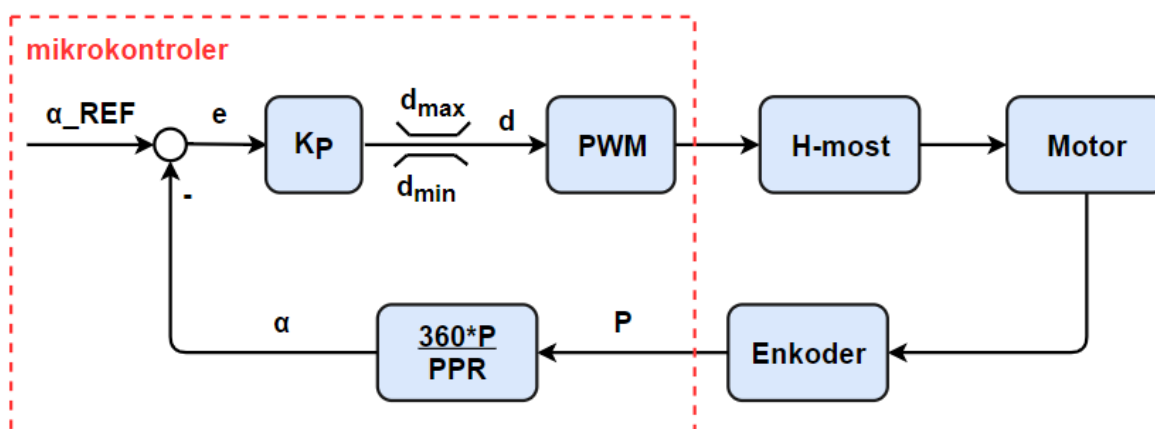 mikrokontroler
α_REF
e
KP
dmax
dmin
d
PWM
H-most
Motor
-
α
360*P
PPR
P
Enkoder